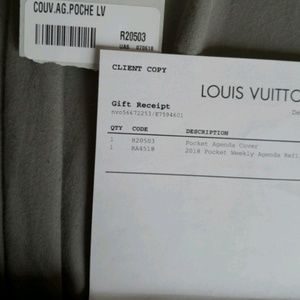 COUV.AG.POCHE LV
R20503
CLIENT COPY
LOUIS VUITTO
Gift Receipt
QTY CODE DESCRIPTION
1 R20503 Pocket Agenda Cover
1 RA4518 2018 Pocket Weekly Agenda Refi